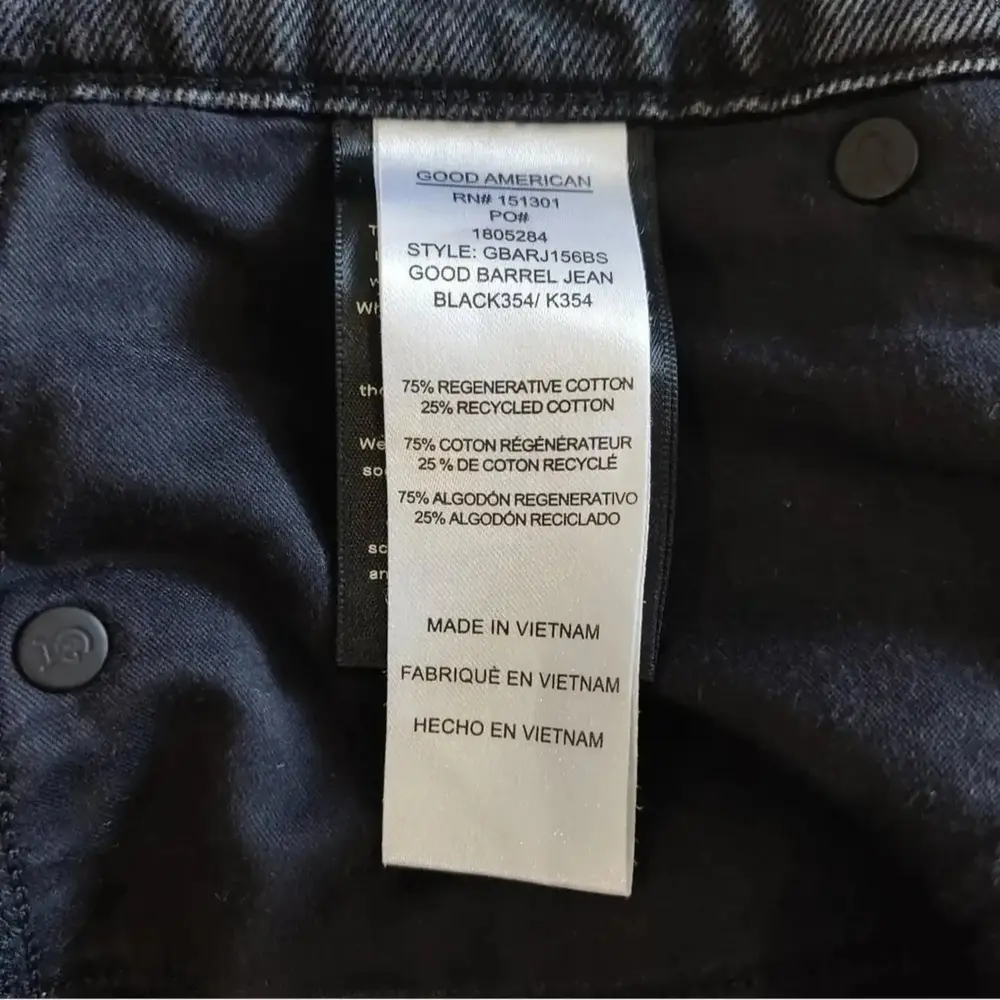 GOOD AMERICAN
RN# 151301
PO#
1805284
STYLE: GBARJ156BS
GOOD BARREL JEAN
BLACK354/ K354
75% REGENERATIVE COTTON
25% RECYCLED COTTON
75% COTON RÉGÉNÉRATEUR
25 % DE COTON RECYCLÉ
75% ALGODÓN REGENERATIVO
25% ALGODÓN RECICLADO
MADE IN VIETNAM
FABRIQUÈ EN VIETNAM
HECHO EN VIETNAM
We